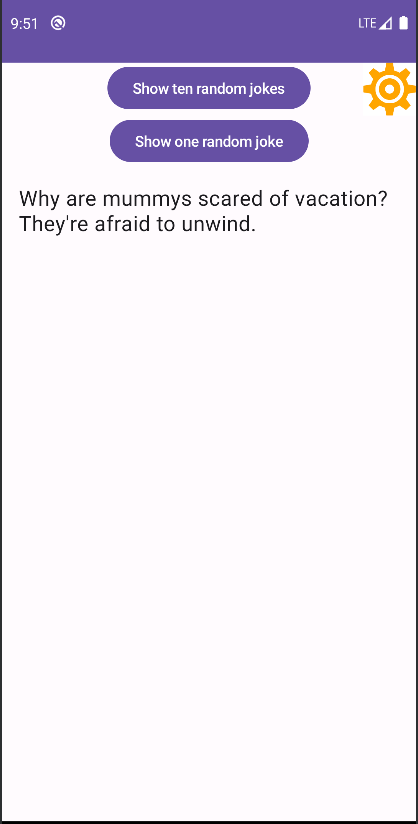 9:51 LTE
Show ten random jokes
Show one random joke
Why are mummys scared of vacation?
They're afraid to unwind.